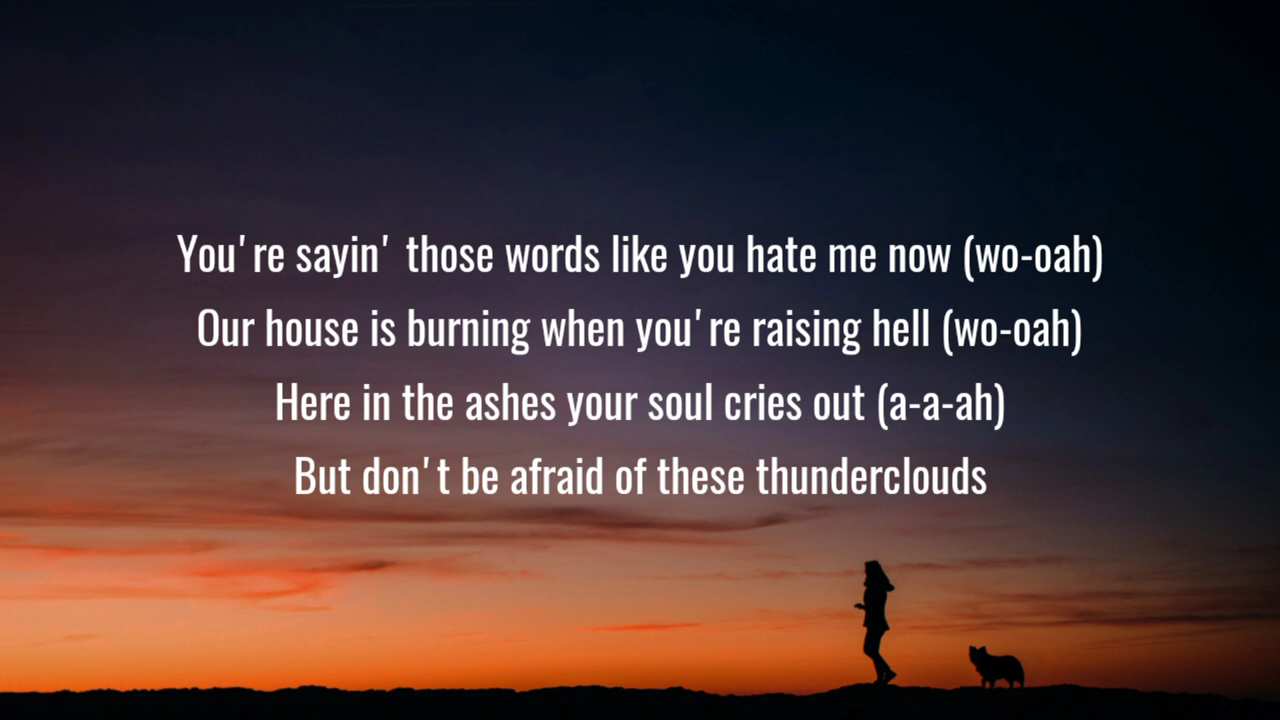 You're sayin' those words like you hate me now (wo-oah)
Our house is burning when you're raising hell (wo-oah)
Here in the ashes your soul cries out (a-a-ah)
But don't be afraid of these thunderclouds